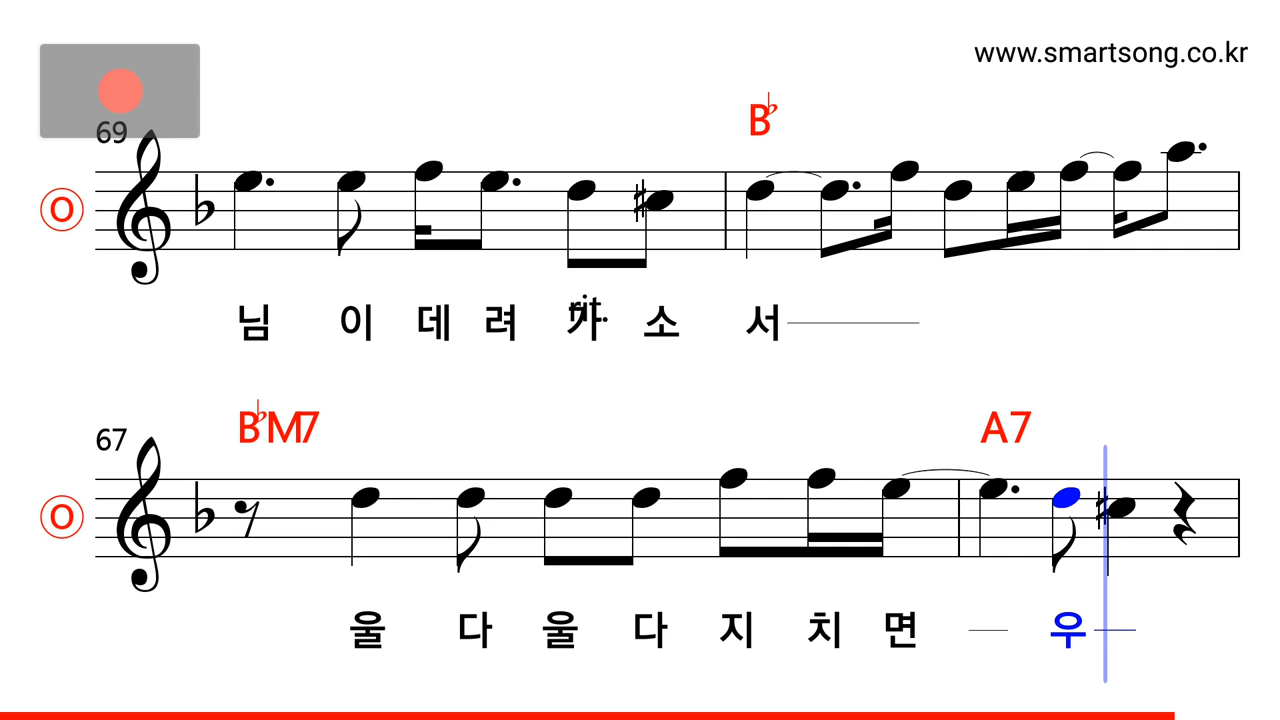 www.smartsong.co.kr
69
B♭
O
rit.
님 이 데 려 가 소 서
67
B♭M7 A7
O
울 다 울 다 지 치 면 우